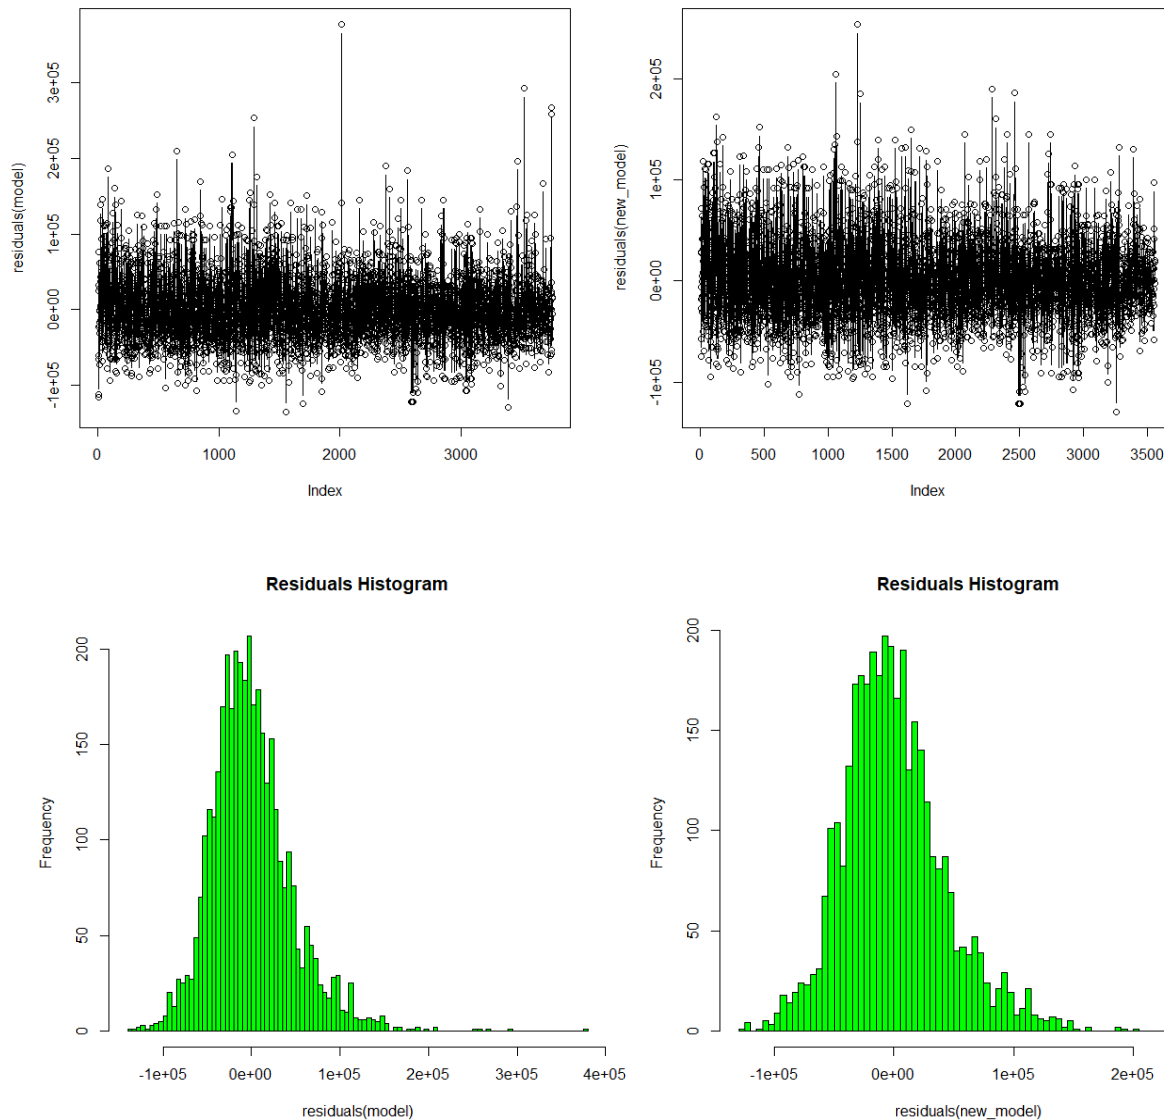 residuals(model)
3e+05
2e+05
1e+05
0e+00
-1e+05
0 1000 2000 3000
Index
residuals(new_model)
2e+05
1e+05
0e+00
-1e+05
0 500 1000 1500 2000 2500 3000 3500
Index
Residuals Histogram
Frequency
200
150
100
50
0
-1e+05 0e+00 1e+05 2e+05 3e+05 4e+05
residuals(model)
Residuals Histogram
Frequency
200
150
100
50
0
-1e+05 0e+00 1e+05 2e+05
residuals(new_model)